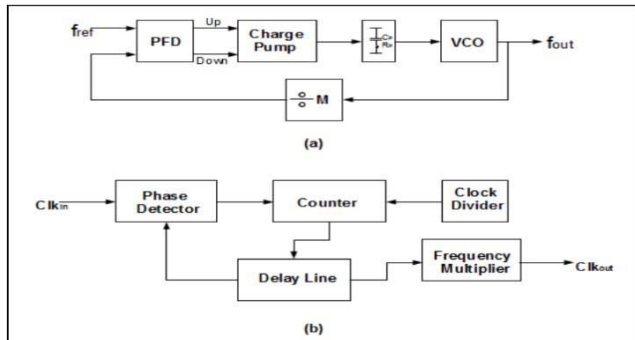 fref
PFD
Up
Down
Charge
Pump
VCO
fout
÷ M
(a)
Clkin
Phase
Detector
Counter
Clock
Divider
Delay Line
Frequency
Multiplier
Clkout
(b)